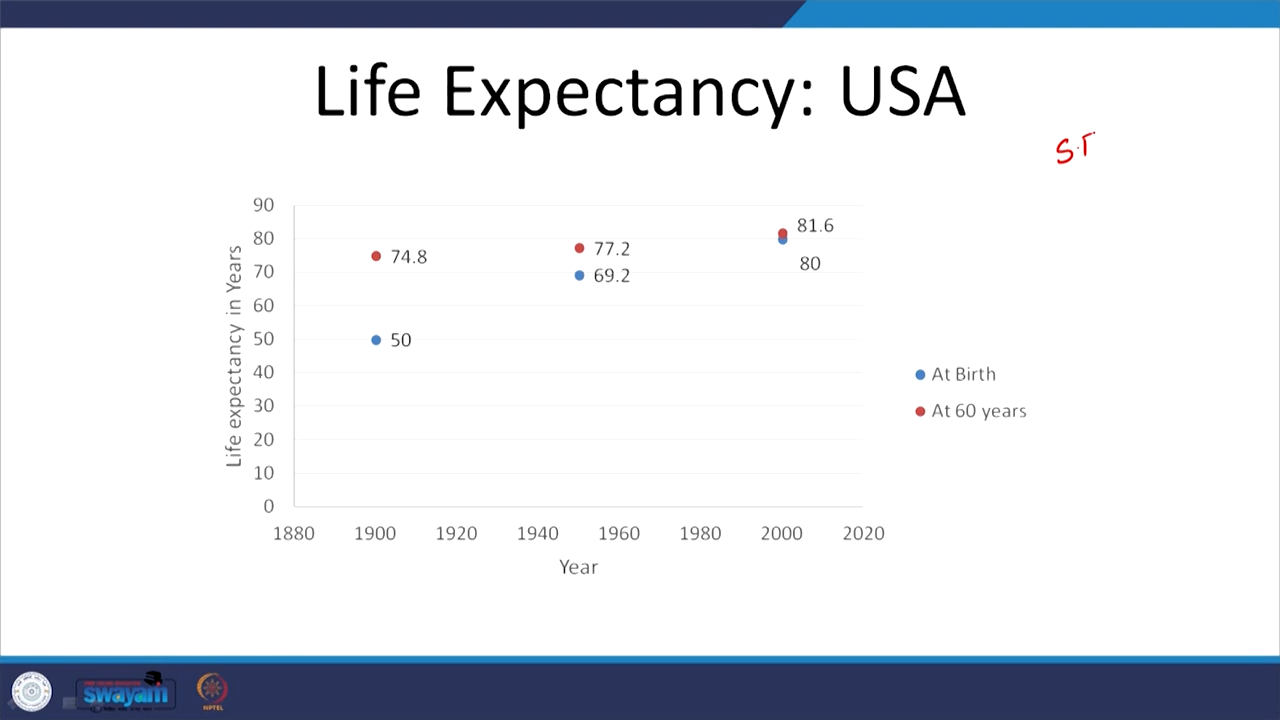 Life Expectancy: USA
90
80
70
60
50
40
30
20
10
0
Life expectancy in Years
74.8
50
77.2
69.2
81.6
80
1880 1900 1920 1940 1960 1980 2000 2020
Year
At Birth
At 60 years
swayam
NPTEL